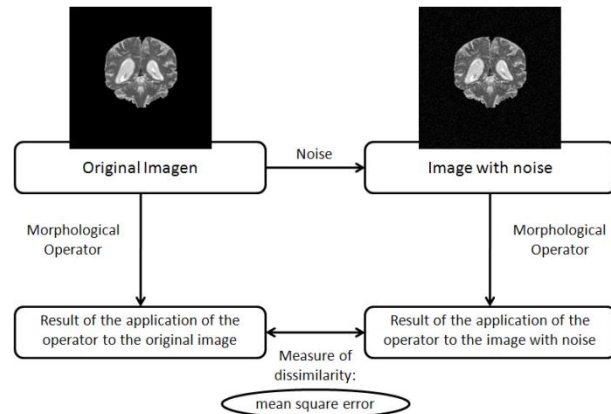 Original Imagen
Noise
Image with noise
Morphological
Operator
Morphological
Operator
Result of the application of the
operator to the original image
Result of the application of the
operator to the image with noise
Measure of
dissimilarity:
mean square error